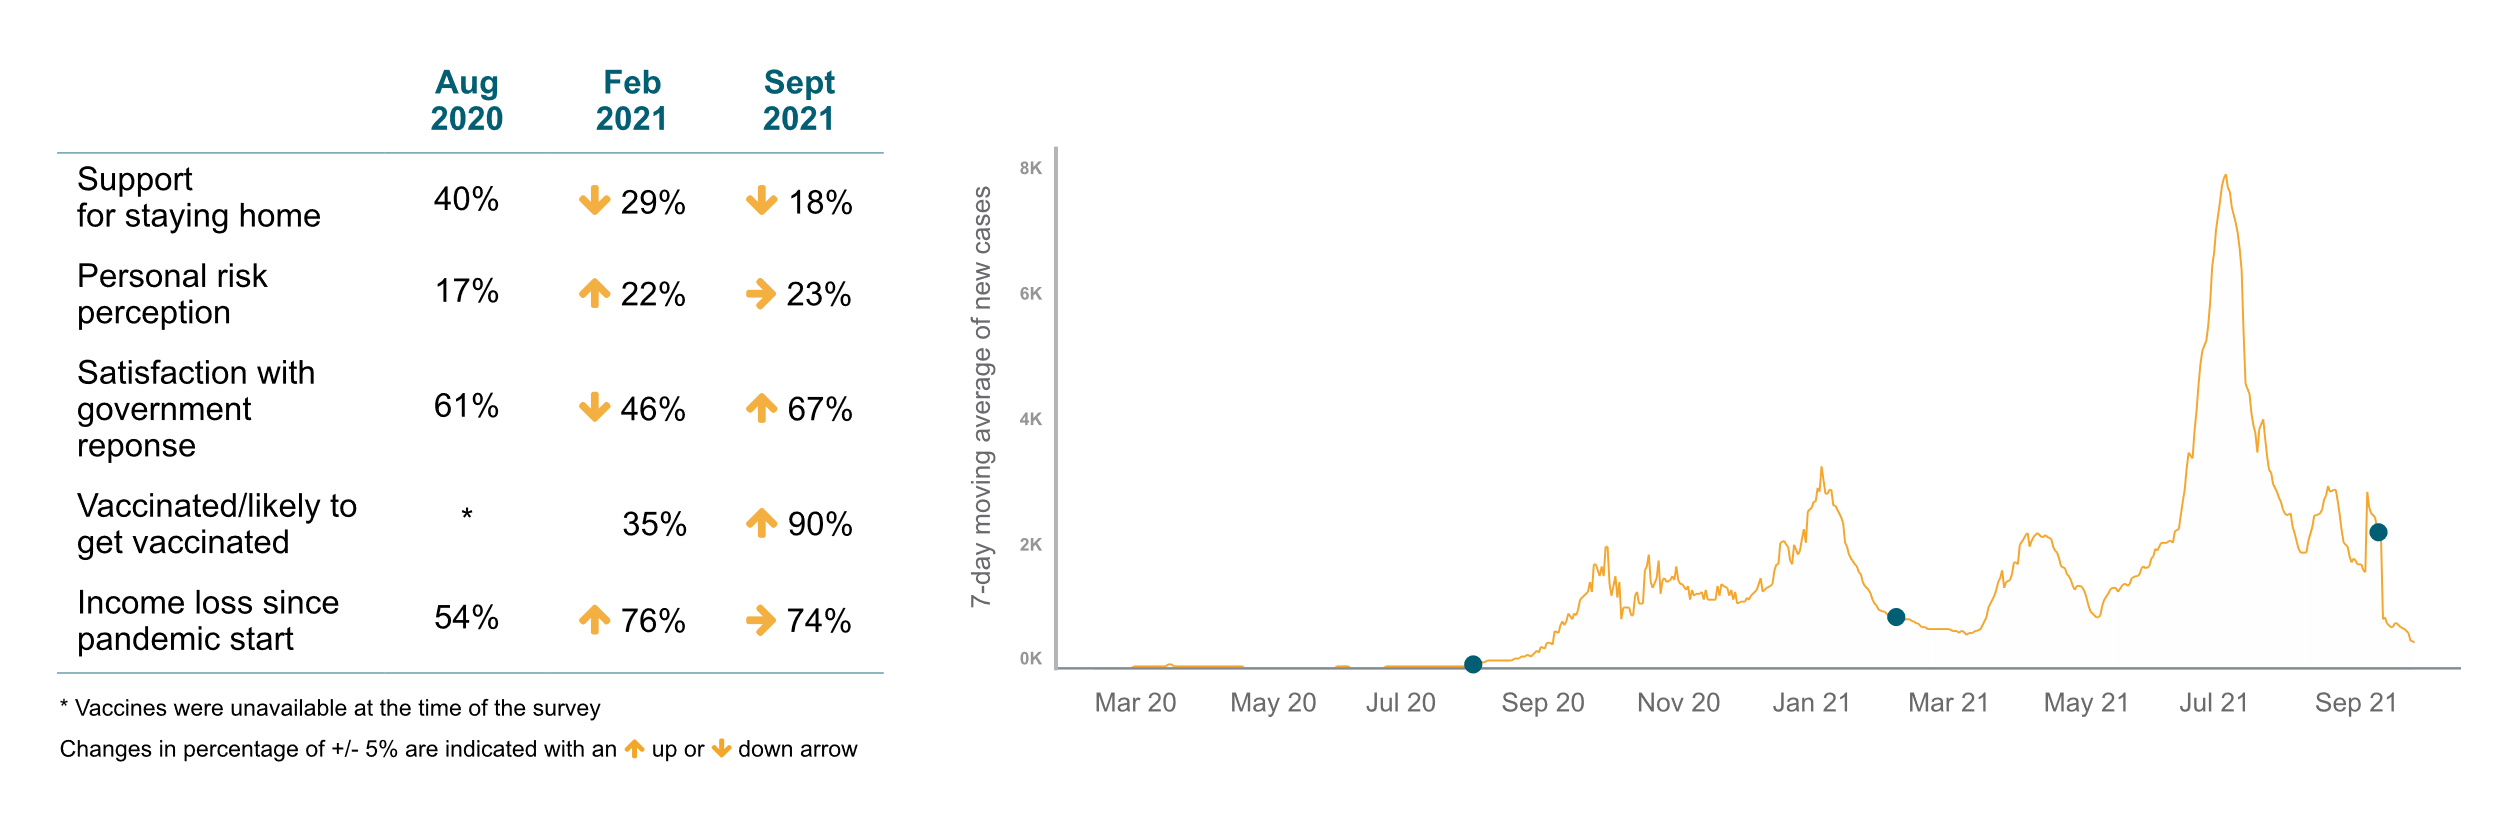 Aug
2020
Feb
2021
Sept
2021
Support
for staying home
40%
29%
18%
Personal risk
perception
17%
22%
23%
Satisfaction with
government
reponse
61%
46%
67%
Vaccinated/likely to
get vaccinated
*
35%
90%
Income loss since
pandemic start
54%
76%
74%
* Vaccines were unavailable at the time of the survey
Changes in percentage of +/- 5% are indicated with an up or down arrow
7-day moving average of new cases
8K
6K
4K
2K
0K
Mar 20
May 20
Jul 20
Sep 20
Nov 20
Jan 21
Mar 21
May 21
Jul 21
Sep 21